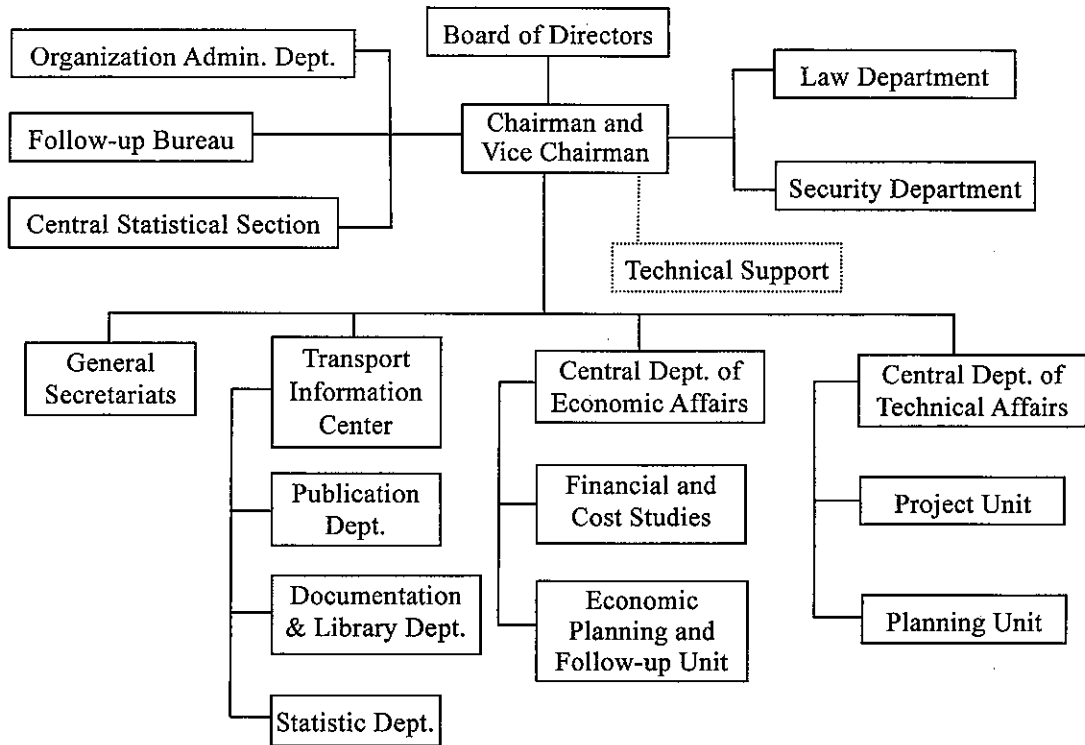 Board of Directors
Organization Admin. Dept.
Law Department
Chairman and
Vice Chairman
Follow-up Bureau
Security Department
Central Statistical Section
Technical Support
General
Secretariats
Transport
Information
Center
Central Dept. of
Economic Affairs
Central Dept. of
Technical Affairs
Publication
Dept.
Financial and
Cost Studies
Project Unit
Documentation
& Library Dept.
Economic
Planning and
Follow-up Unit
Planning Unit
Statistic Dept.